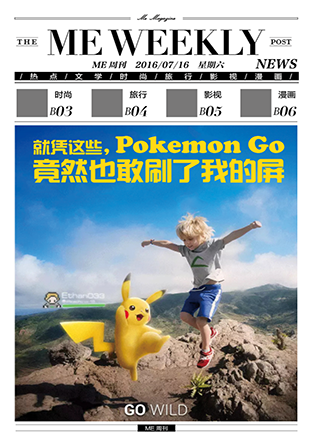 Me Magazine
THE ME WEEKLY POST
ME 周刊 2016/07/16 星期六 NEWS
/ 热 点 / 文 学 / 时 尚 / 旅 行 / 影 视 / 漫 画 /
时尚 B03
旅行 B04
影视 B05
漫画 B06
就凭这些，Pokemon Go
竟然也敢刷了我的屏
GO WILD
ME 周刊